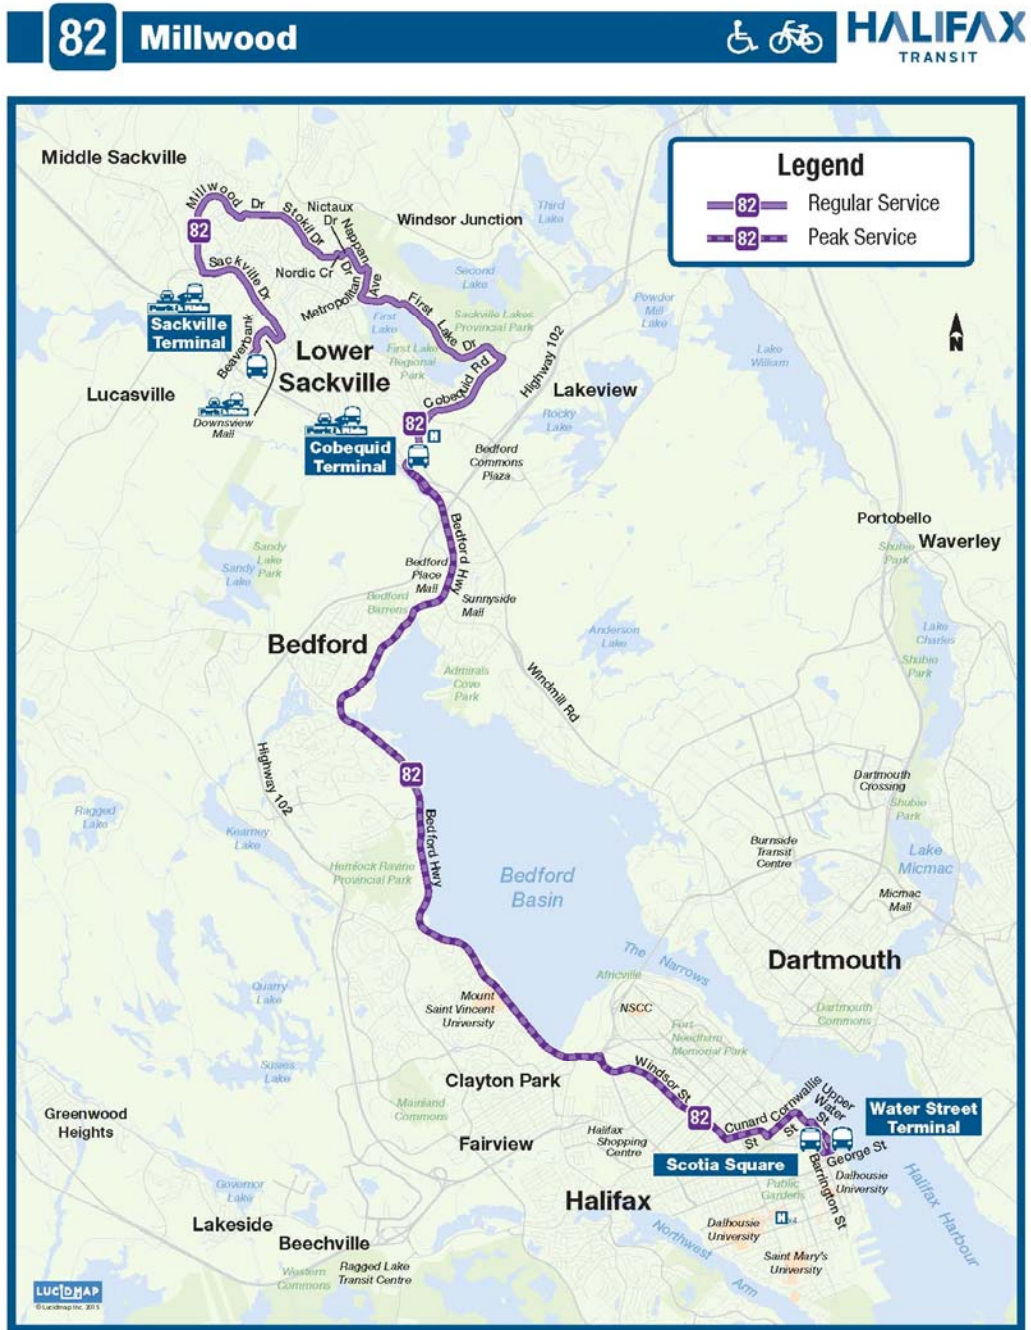 82
Millwood
HALIFAX
TRANSIT
Legend
82 Regular Service
82 Peak Service
Middle Sackville
Millwood Dr
Stokil Dr
Nictaux
Dr
Nappan
Dr
Nordic Cr
Metropolitan
Ave
Windsor Junction
Third
Lake
Second
Lake
82
Sackville Dr
First
Lake
Sackville Lakes
Provincial Park
First Lake Dr
Powder
Mill
Lake
Sackville
Terminal
Beaverbank
Lower
Sackville
First Lake
Regional
Park
Highway 102
Lake
William
N
Lucasville
Park & Ride
Downsview
Mall
Cobequid Rd
Lakeview
Rocky
Lake
82
H
Cobequid
Terminal
Bedford
Commons
Plaza
Portobello
Waverley
Shubie
Park
Bedford Hwy
Sandy
Lake
Park
Sandy
Lake
Bedford
Place
Mall
Bedford
Barrens
Sunnyside
Mall
Bedford
Anderson
Lake
Lake
Charles
Shubie
Park
Admirals
Cove
Park
Windmill Rd
Highway 102
82
Dartmouth
Crossing
Shubie
Park
Ragged
Lake
Kearney
Lake
Bedford Hwy
Hemlock Ravine
Provincial Park
Bedford
Basin
Burnside
Transit
Centre
Lake
Micmac
Micmac
Mall
The Narrows
Dartmouth
Africville
Quarry
Lake
Mount
Saint Vincent
University
NSCC
Dartmouth
Commons
Fort
Needham
Memorial Park
Susies
Lake
Clayton Park
Windsor St
Mainland
Commons
82
Cunard
St
Cornwallis
St
Upper
Water
St
Water Street
Terminal
Greenwood
Heights
Fairview
Halifax
Shopping
Centre
Scotia Square
George St
Barrington St
Dalhousie
University
Public
Gardens
Governor
Lake
Halifax
Halifax Harbour
Lakeside
Beechville
Dalhousie
University
H x4
Northwest Arm
Saint Mary's
University
Western
Commons
Ragged Lake
Transit Centre
LUCIDMAP
© Lucidmap Inc. 2015